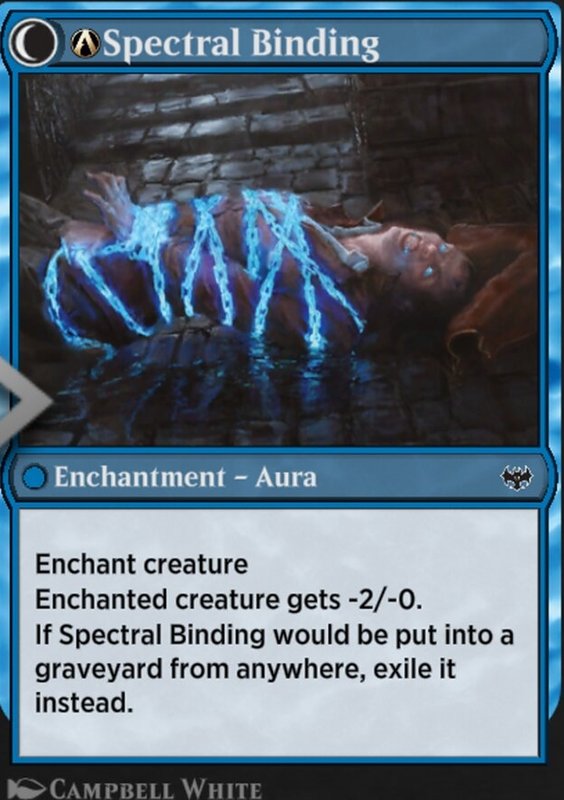 Spectral Binding
Enchantment – Aura
Enchant creature
Enchanted creature gets -2/-0.
If Spectral Binding would be put into a
graveyard from anywhere, exile it
instead.
CAMPBELL WHITE